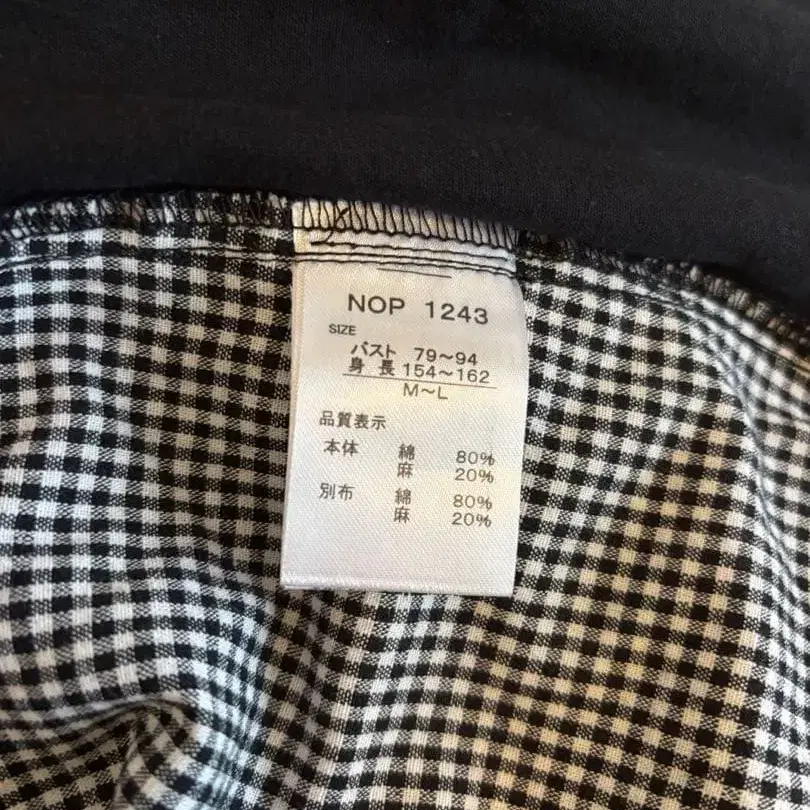 NOP 1243
SIZE
バスト 79～94
身長 154～162
M～L
品質表示
本体 綿 80%
麻 20%
別布 綿 80%
麻 20%